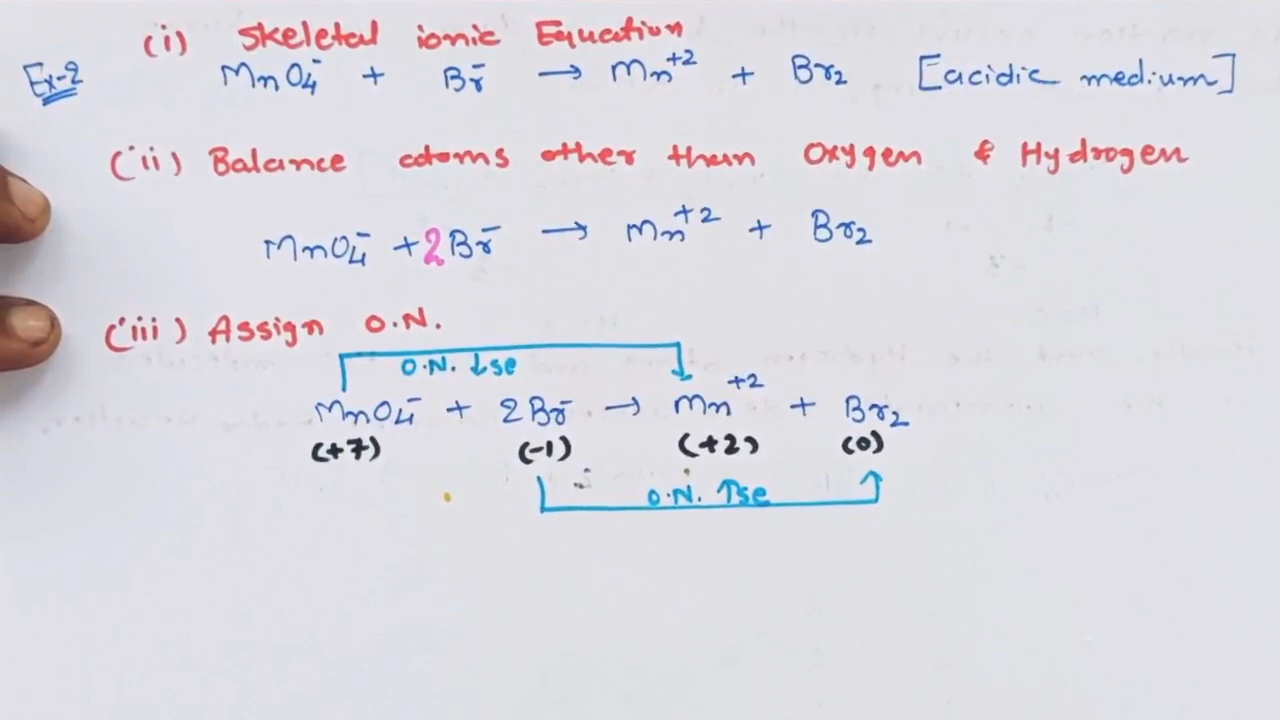 (i) Skeletal ionic Equation
Ex-2 MnO₄⁻ + Br⁻ → Mn⁺² + Br₂ [acidic medium]
(ii) Balance atoms other than Oxygen & Hydrogen
MnO₄⁻ + 2Br⁻ → Mn⁺² + Br₂
(iii) Assign O.N.
O.N. ↓se
MnO₄⁻ + 2Br⁻ → Mn⁺² + Br₂
(+7) (-1) (+2) (0)
O.N. ↑se